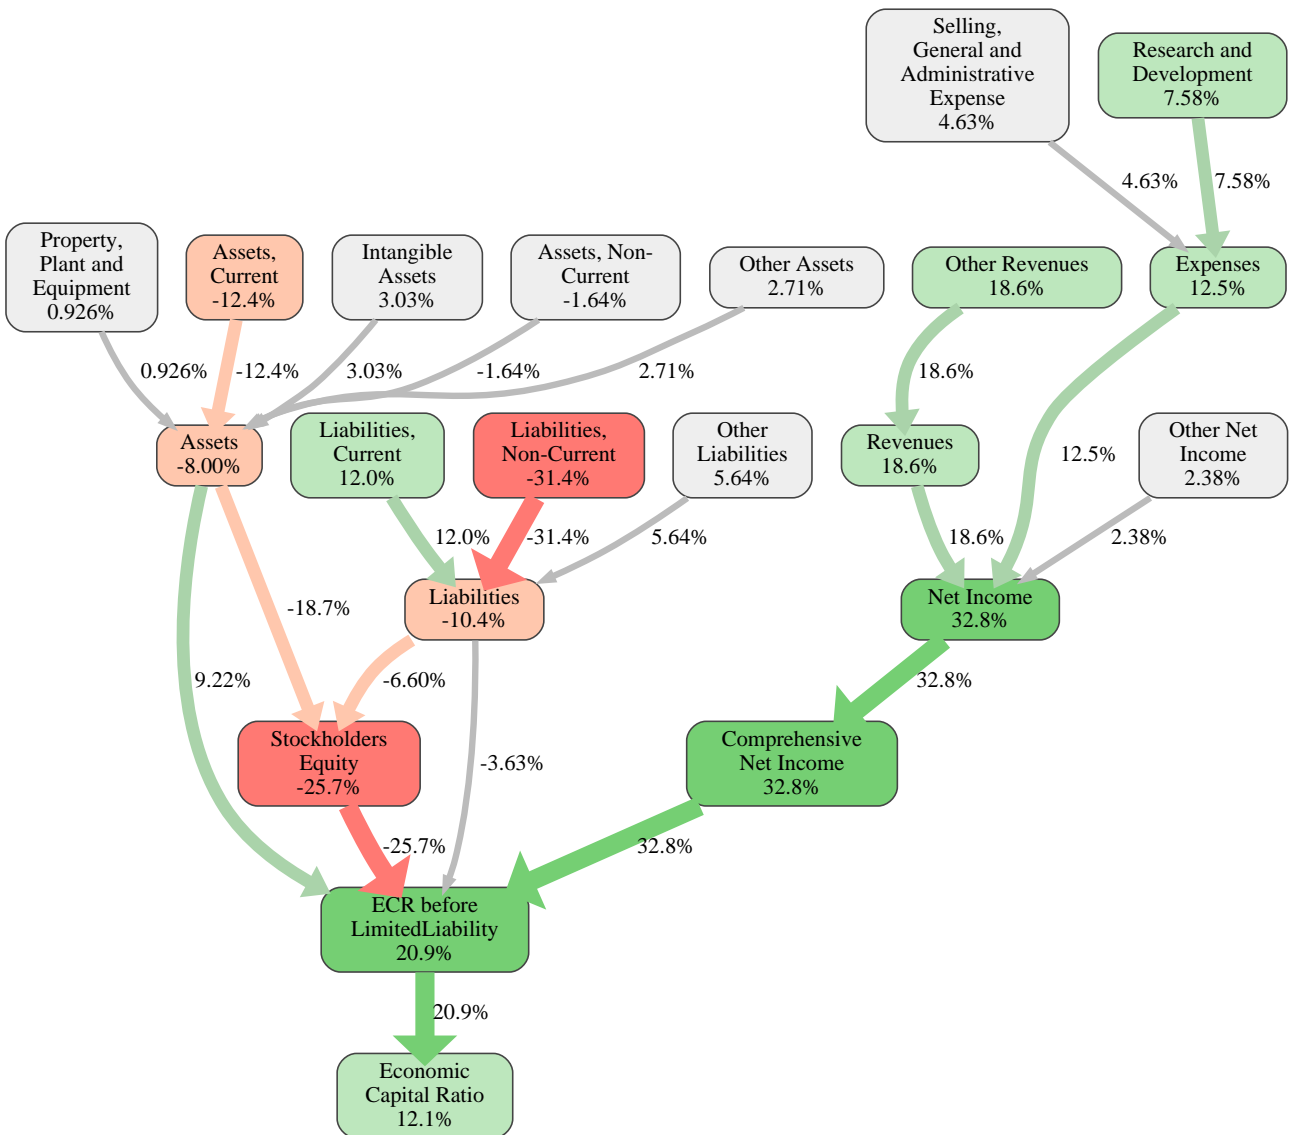 Selling,
General and
Administrative
Expense
4.63%
Research and
Development
7.58%
4.63%
7.58%
Property,
Plant and
Equipment
0.926%
Assets,
Current
-12.4%
Intangible
Assets
3.03%
Assets, Non-
Current
-1.64%
Other Assets
2.71%
Other Revenues
18.6%
Expenses
12.5%
0.926%
-12.4%
3.03%
-1.64%
2.71%
18.6%
12.5%
Assets
-8.00%
Liabilities,
Current
12.0%
Liabilities,
Non-Current
-31.4%
Other
Liabilities
5.64%
Revenues
18.6%
Other Net
Income
2.38%
12.0%
-31.4%
5.64%
18.6%
2.38%
-18.7%
Liabilities
-10.4%
Net Income
32.8%
9.22%
-6.60%
32.8%
Stockholders
Equity
-25.7%
-3.63%
Comprehensive
Net Income
32.8%
-25.7%
32.8%
ECR before
LimitedLiability
20.9%
20.9%
Economic
Capital Ratio
12.1%